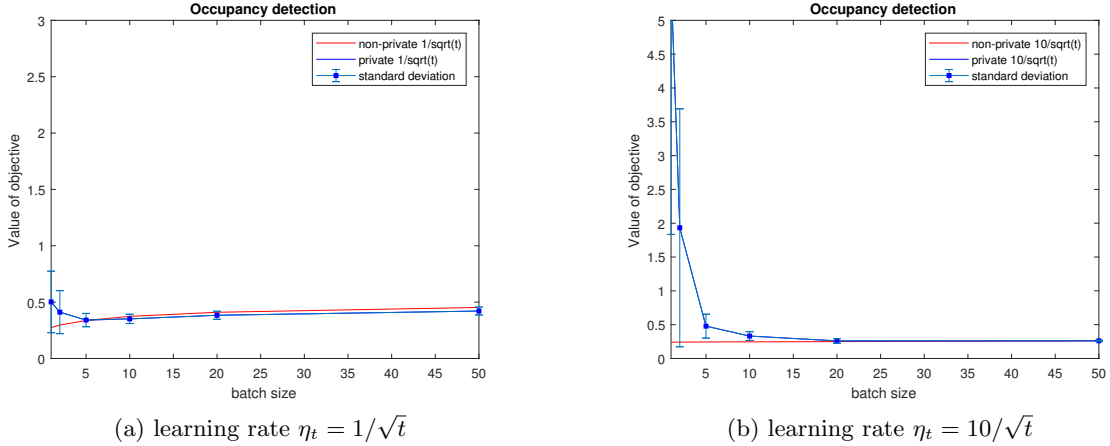 Occupancy detection
3
2.5
2
1.5
1
0.5
0
5 10 15 20 25 30 35 40 45 50
Value of objective
batch size
non-private 1/sqrt(t)
private 1/sqrt(t)
standard deviation
(a) learning rate η_t = 1/√t
Occupancy detection
5
4.5
4
3.5
3
2.5
2
1.5
1
0.5
0
5 10 15 20 25 30 35 40 45 50
Value of objective
batch size
non-private 10/sqrt(t)
private 10/sqrt(t)
standard deviation
(b) learning rate η_t = 10/√t